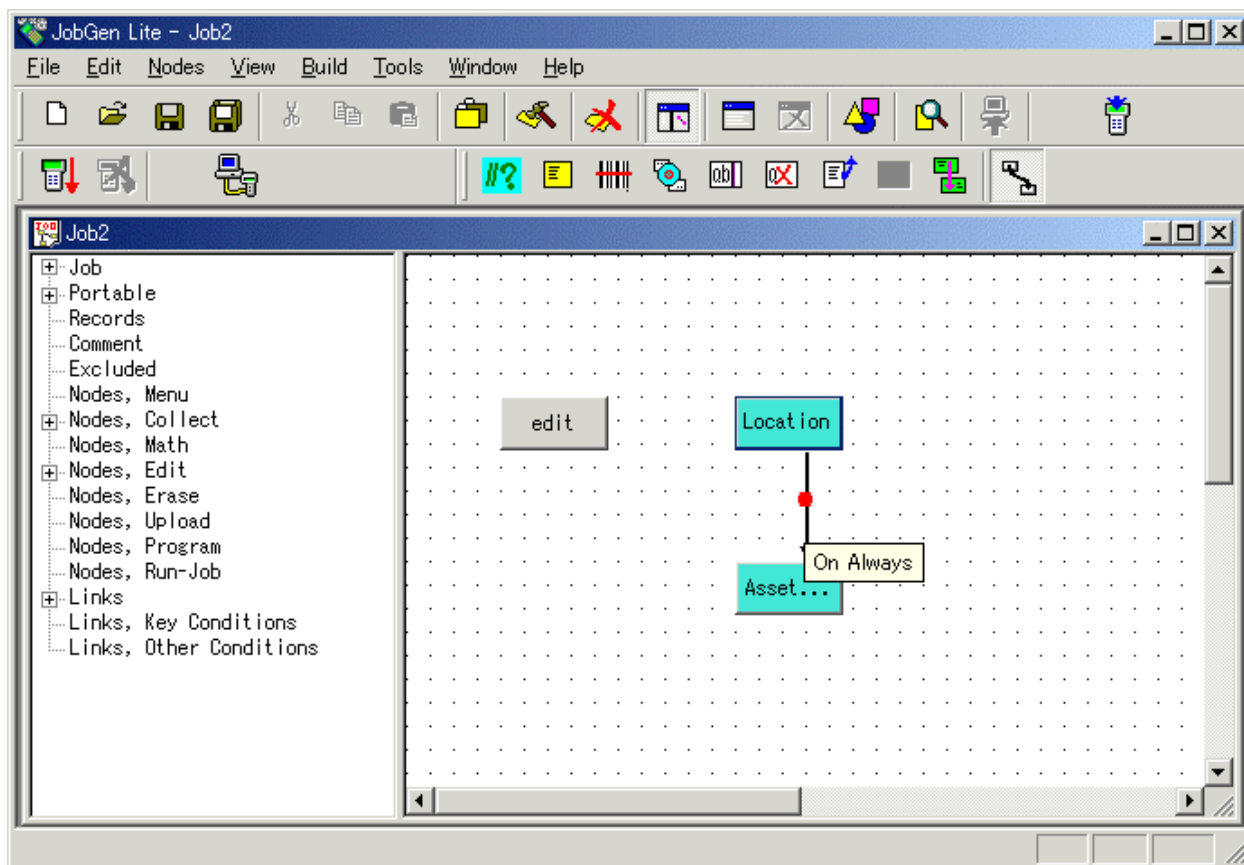 JobGen Lite - Job2
File Edit Nodes View Build Tools Window Help
//? ab ax
Job2
Job
Portable
Records
Comment
Excluded
Nodes, Menu
Nodes, Collect
Nodes, Math
Nodes, Edit
Nodes, Erase
Nodes, Upload
Nodes, Program
Nodes, Run-Job
Links
Links, Key Conditions
Links, Other Conditions
edit Location
On Always
Asset...